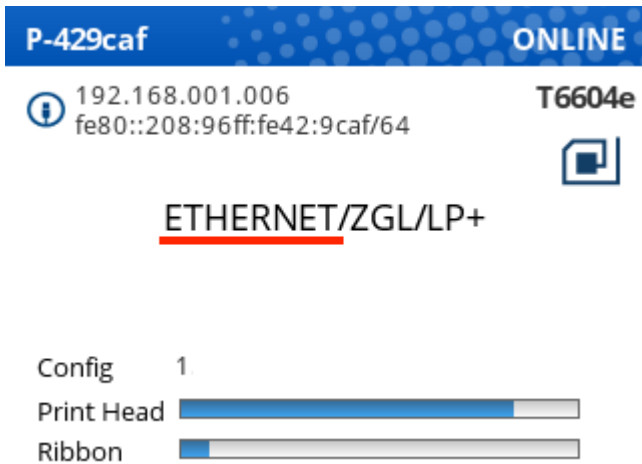 P-429caf ONLINE
192.168.001.006 T6604e
fe80::208:96ff:fe42:9caf/64
ETHERNET/ZGL/LP+
Config 1
Print Head
Ribbon